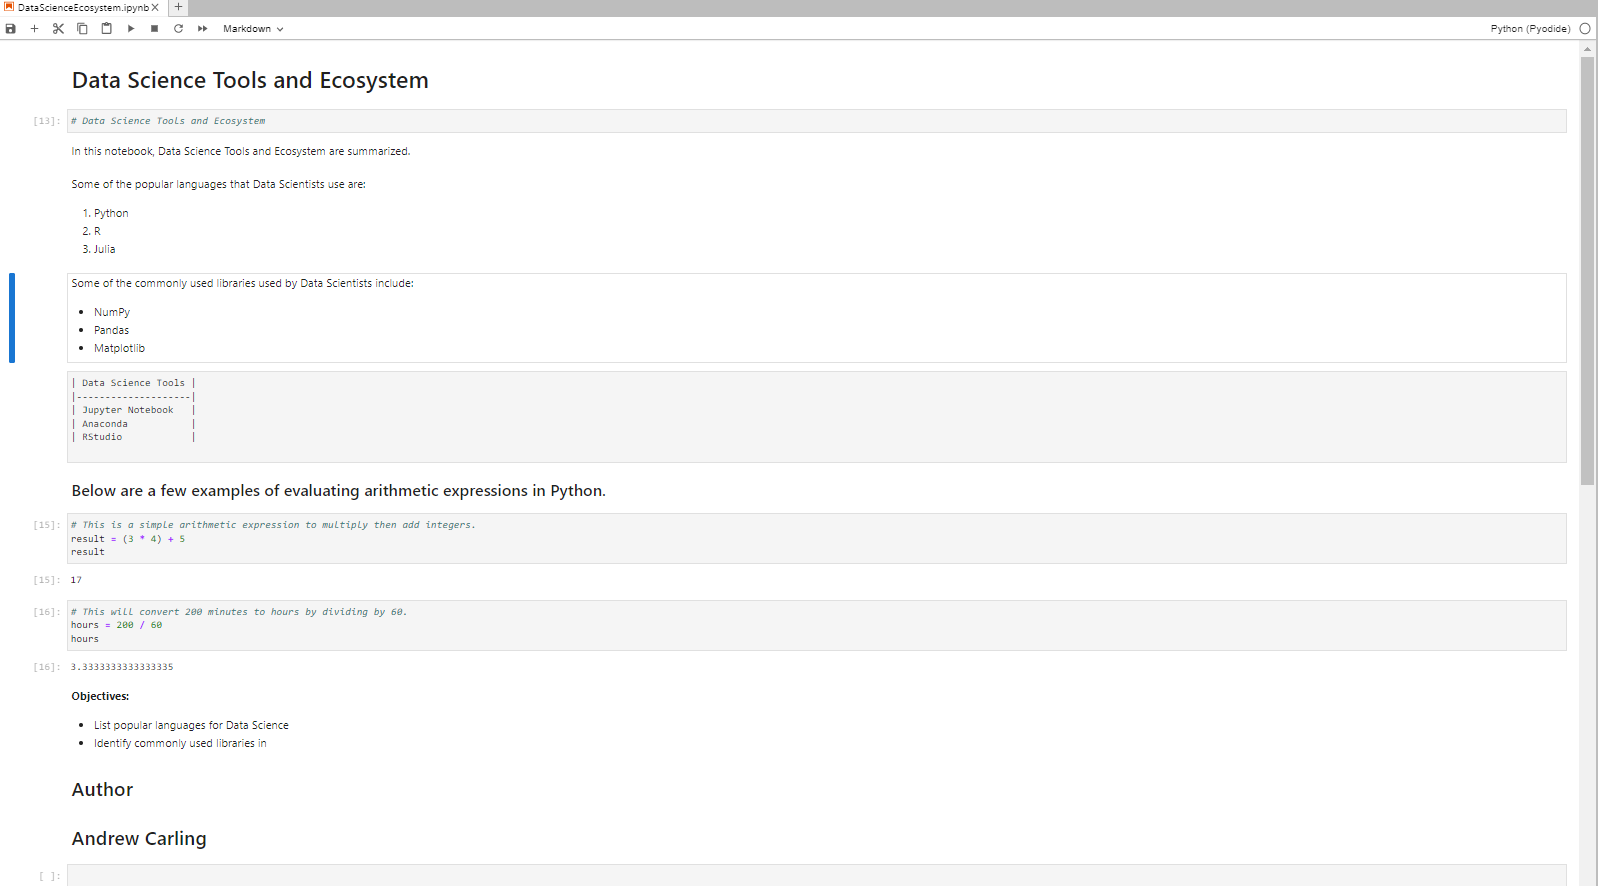 DataScienceEcosystem.ipynb
Markdown
Python (Pyodide)
Data Science Tools and Ecosystem
[13]: # Data Science Tools and Ecosystem
In this notebook, Data Science Tools and Ecosystem are summarized.
Some of the popular languages that Data Scientists use are:
1. Python
2. R
3. Julia
Some of the commonly used libraries used by Data Scientists include:
• NumPy
• Pandas
• Matplotlib
| Data Science Tools |
|--------------------|
| Jupyter Notebook   |
| Anaconda           |
| RStudio            |
Below are a few examples of evaluating arithmetic expressions in Python.
[15]: # This is a simple arithmetic expression to multiply then add integers.
result = (3 * 4) + 5
result
[15]: 17
[16]: # This will convert 200 minutes to hours by dividing by 60.
hours = 200 / 60
hours
[16]: 3.3333333333333335
Objectives:
• List popular languages for Data Science
• Identify commonly used libraries in
Author
Andrew Carling
[ ]: